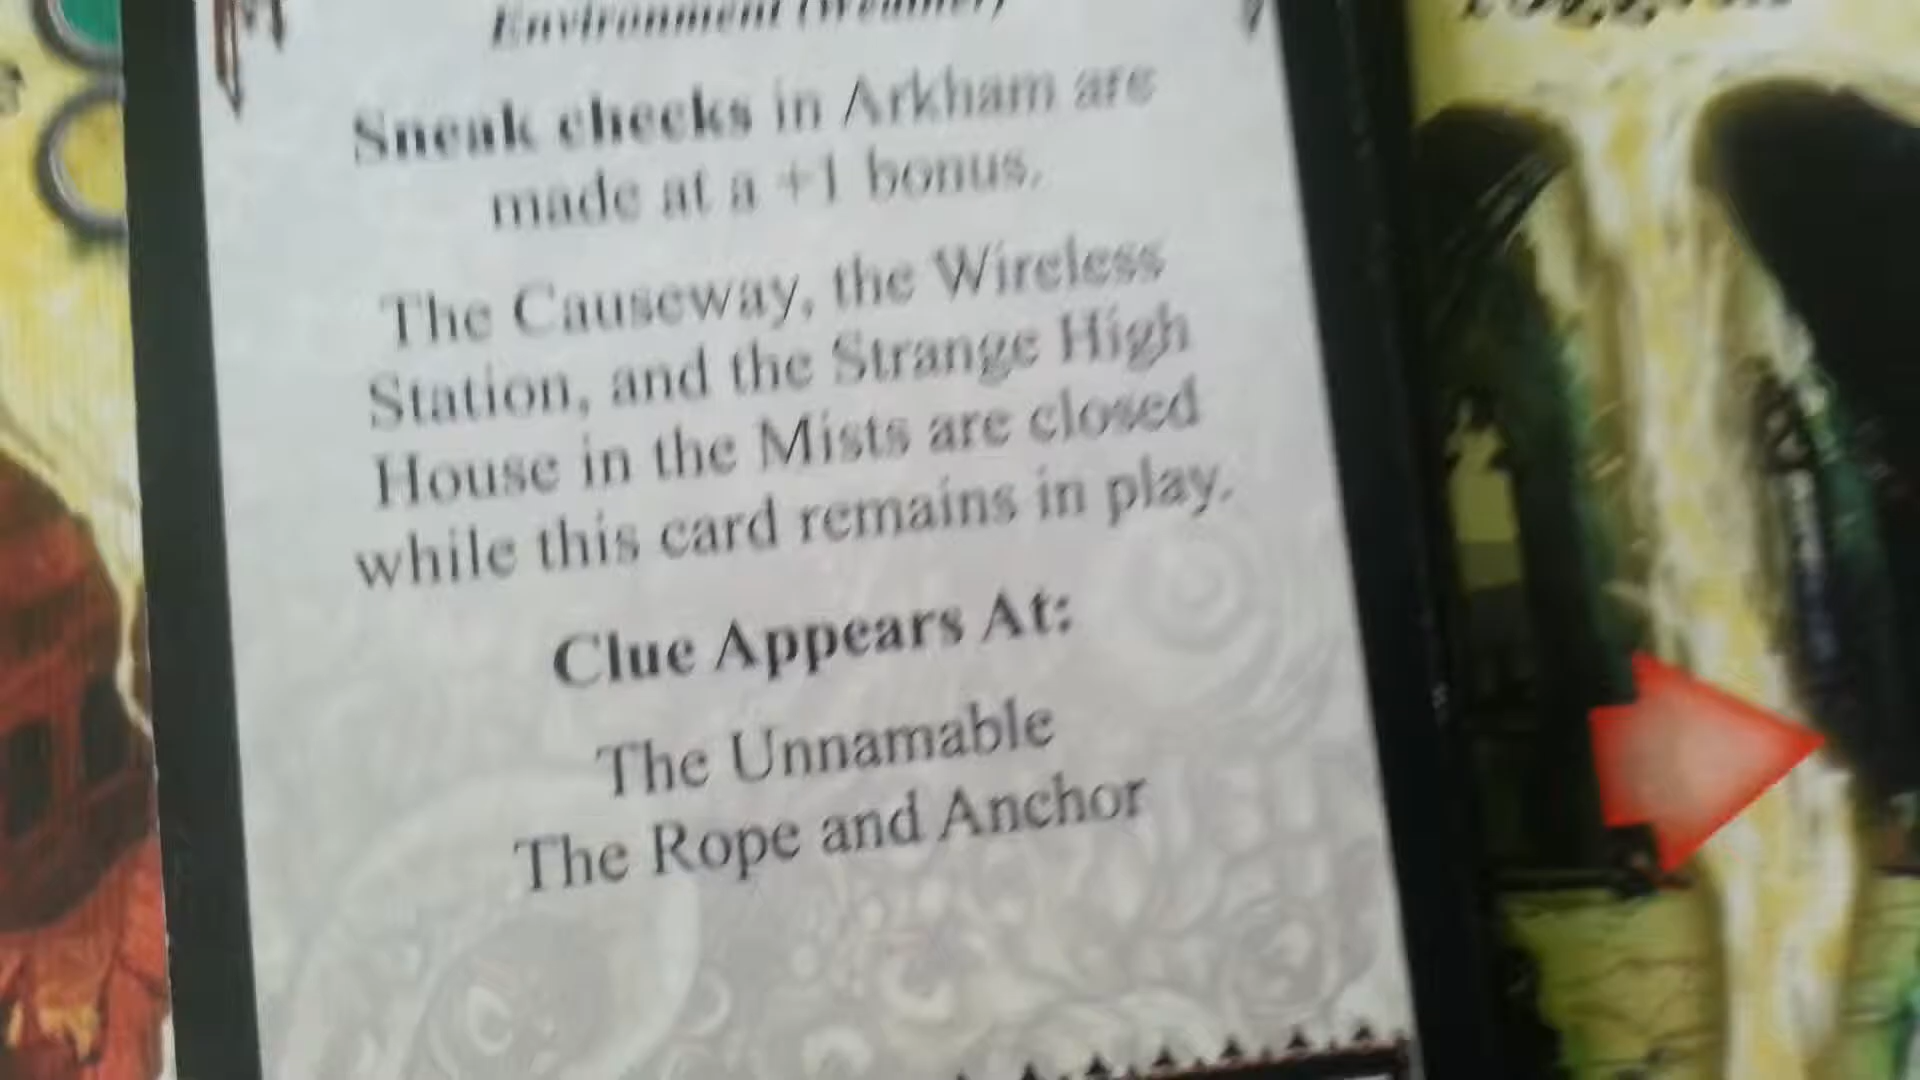 Environment (Weather)
Sneak checks in Arkham are
made at a +1 bonus.
The Causeway, the Wireless
Station, and the Strange High
House in the Mists are closed
while this card remains in play.
Clue Appears At:
The Unnamable
The Rope and Anchor